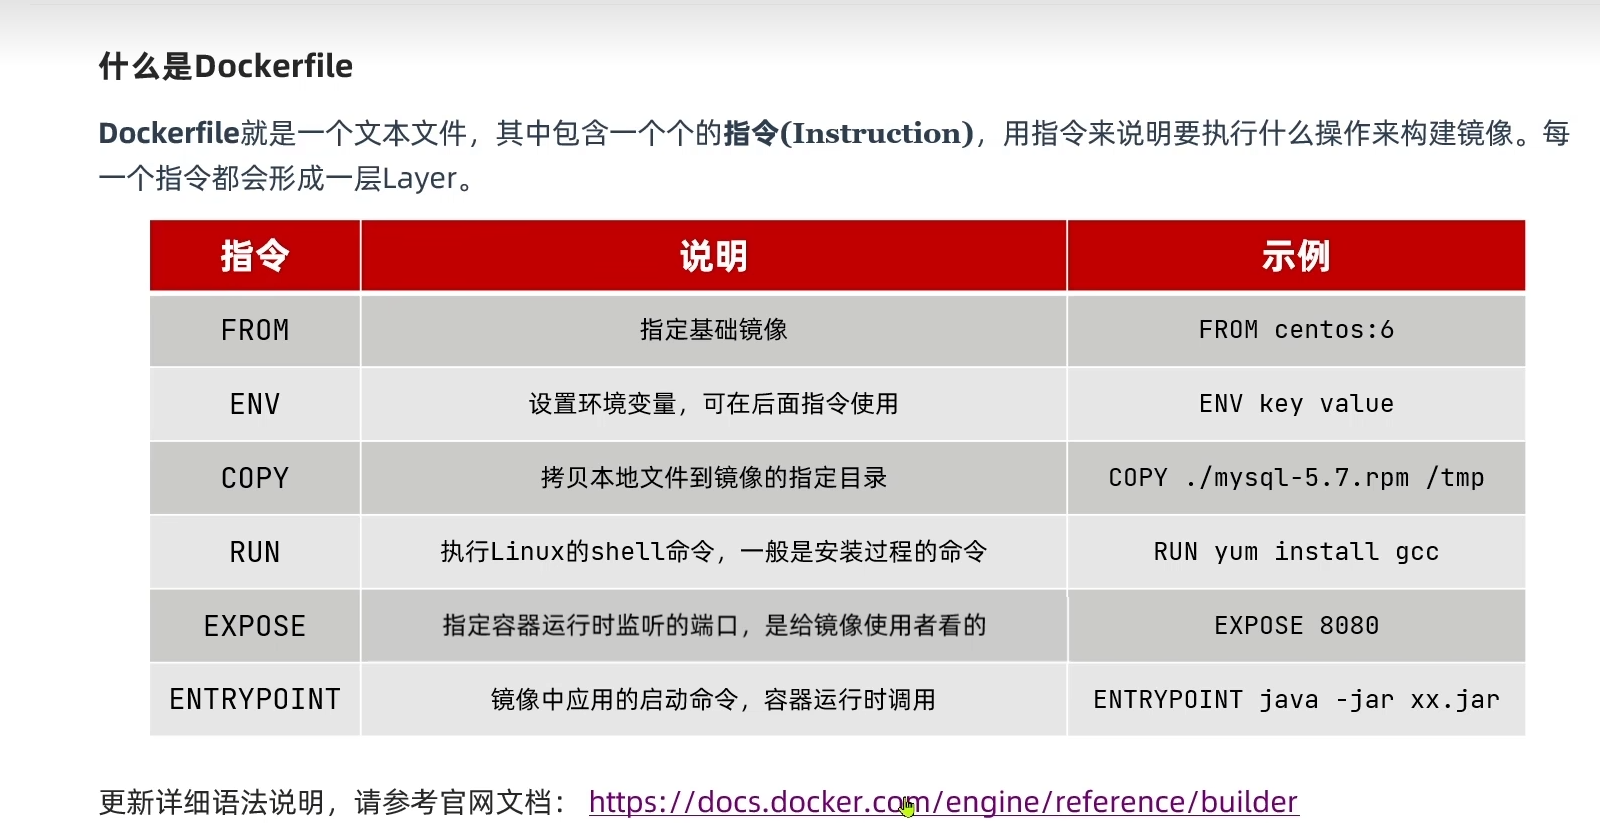 什么是Dockerfile
Dockerfile就是一个文本文件，其中包含一个个的指令(Instruction)，用指令来说明要执行什么操作来构建镜像。每
一个指令都会形成一层Layer。
指令 说明 示例
FROM 指定基础镜像 FROM centos:6
ENV 设置环境变量，可在后面指令使用 ENV key value
COPY 拷贝本地文件到镜像的指定目录 COPY ./mysql-5.7.rpm /tmp
RUN 执行Linux的shell命令，一般是安装过程的命令 RUN yum install gcc
EXPOSE 指定容器运行时监听的端口，是给镜像使用者看的 EXPOSE 8080
ENTRYPOINT 镜像中应用的启动命令，容器运行时调用 ENTRYPOINT java -jar xx.jar
更新详细语法说明，请参考官网文档： https://docs.docker.com/engine/reference/builder